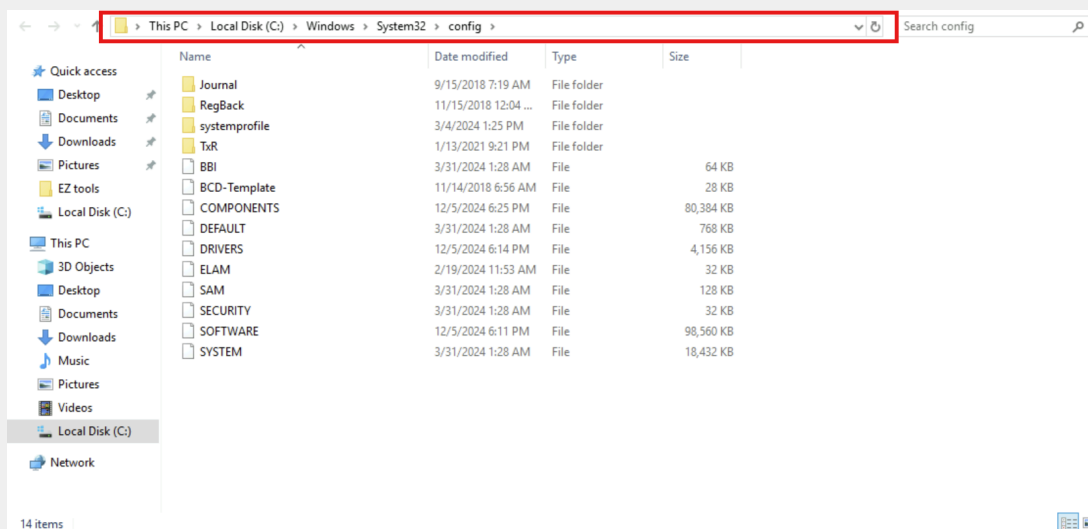 This PC > Local Disk (C:) > Windows > System32 > config >
Search config
Name Date modified Type Size
Quick access
Desktop
Documents
Downloads
Pictures
EZ tools
Local Disk (C:)
This PC
3D Objects
Desktop
Documents
Downloads
Music
Pictures
Videos
Local Disk (C:)
Network
Journal 9/15/2018 7:19 AM File folder
RegBack 11/15/2018 12:04 ... File folder
systemprofile 3/4/2024 1:25 PM File folder
TxR 1/13/2021 9:21 PM File folder
BBI 3/31/2024 1:28 AM File 64 KB
BCD-Template 11/14/2018 6:56 AM File 28 KB
COMPONENTS 12/5/2024 6:25 PM File 80,384 KB
DEFAULT 3/31/2024 1:28 AM File 768 KB
DRIVERS 12/5/2024 6:14 PM File 4,156 KB
ELAM 2/19/2024 11:53 AM File 32 KB
SAM 3/31/2024 1:28 AM File 128 KB
SECURITY 3/31/2024 1:28 AM File 32 KB
SOFTWARE 12/5/2024 6:11 PM File 98,560 KB
SYSTEM 3/31/2024 1:28 AM File 18,432 KB
14 items